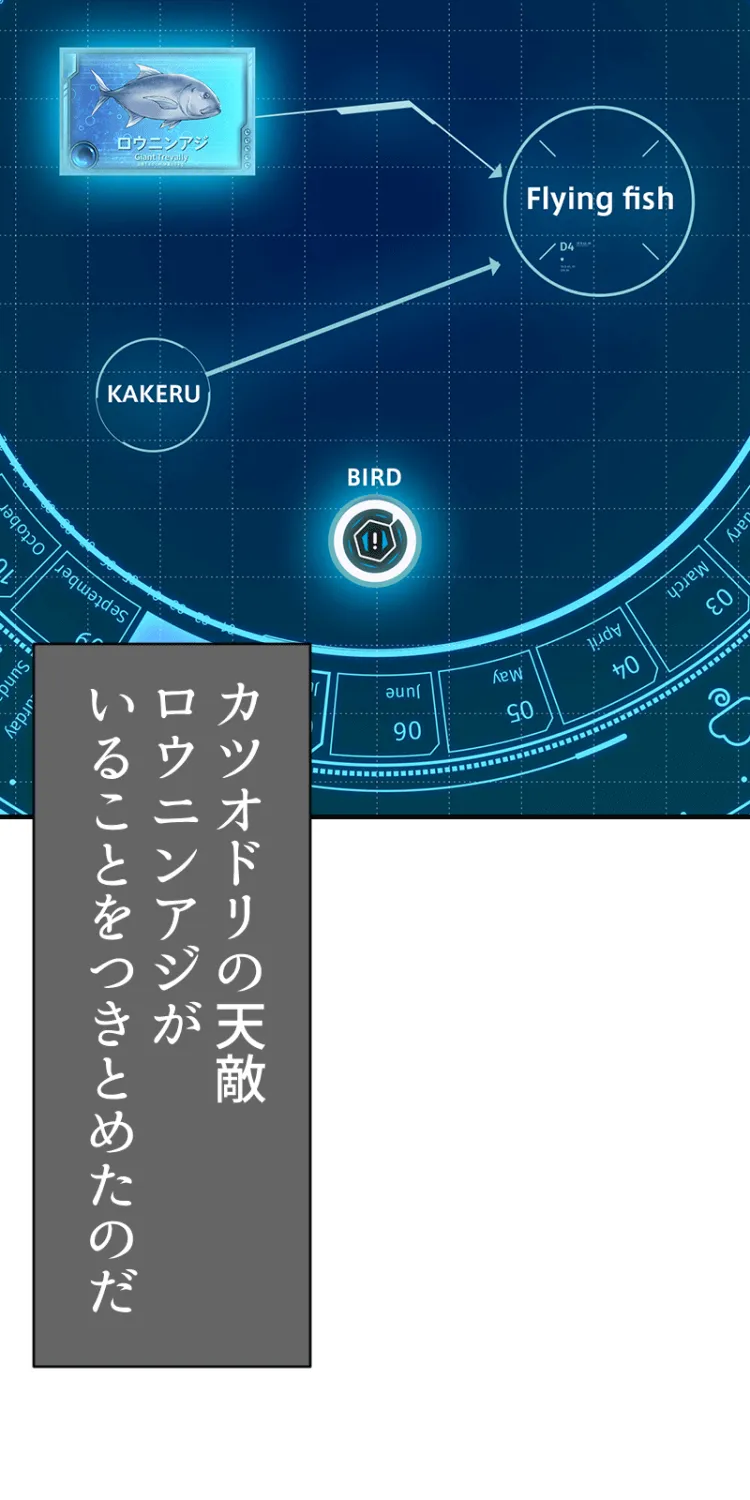 ロウニンアジ
Giant Trevally
Flying fish
D4
KAKERU
BIRD
October
10
September
09
June
06
May
05
April
04
March
03
カツオドリの天敵
ロウニンアジが
いることをつきとめたのだ